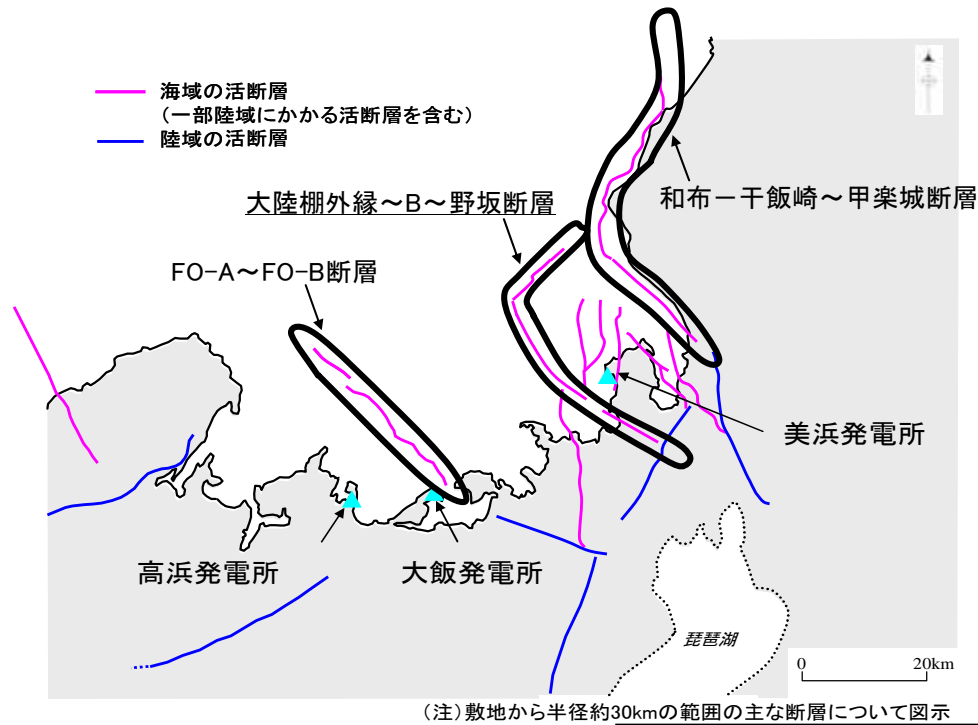 海域の活断層
(一部陸域にかかる活断層を含む)
陸域の活断層
大陸棚外縁～B～野坂断層
和布－干飯崎～甲楽城断層
FO-A～FO-B断層
美浜発電所
高浜発電所
大飯発電所
琵琶湖
0 20km
(注)敷地から半径約30kmの範囲の主な断層について図示